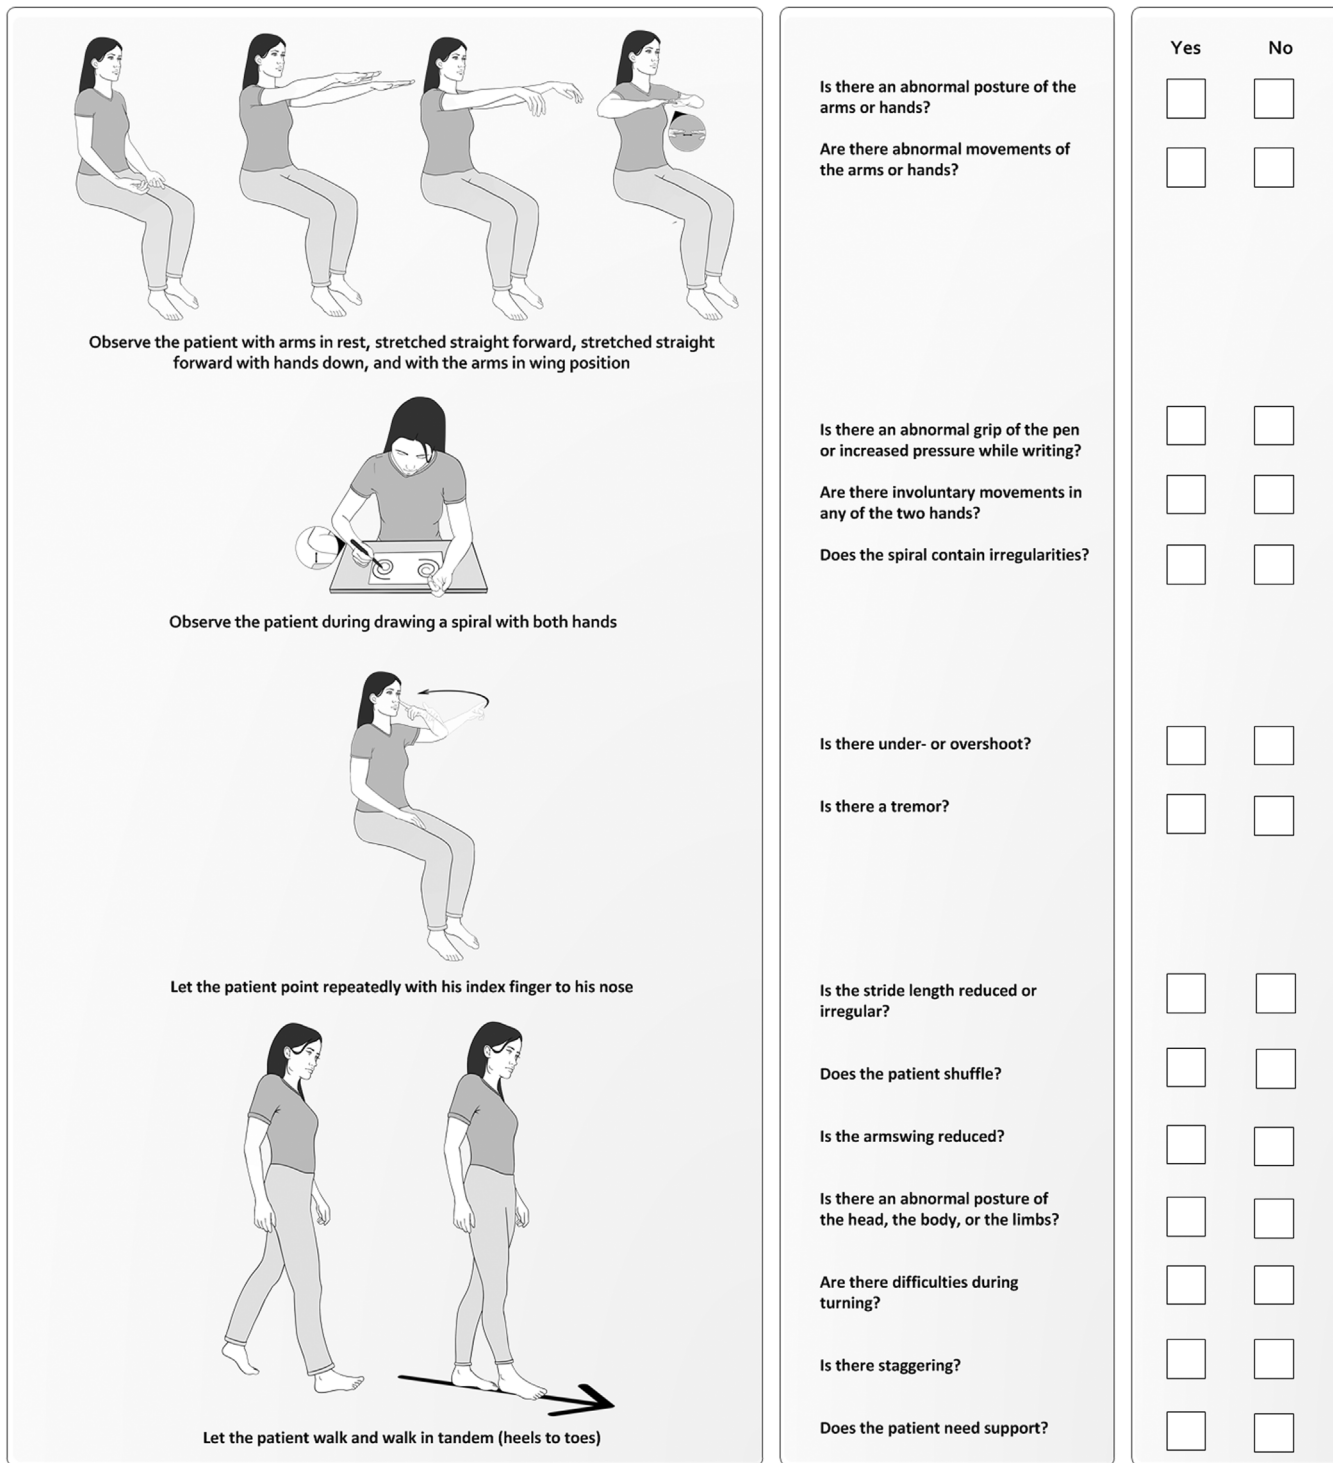 Yes No
Is there an abnormal posture of the
arms or hands?
Are there abnormal movements of
the arms or hands?
Observe the patient with arms in rest, stretched straight forward, stretched straight
forward with hands down, and with the arms in wing position
Is there an abnormal grip of the pen
or increased pressure while writing?
Are there involuntary movements in
any of the two hands?
Does the spiral contain irregularities?
Observe the patient during drawing a spiral with both hands
Is there under- or overshoot?
Is there a tremor?
Let the patient point repeatedly with his index finger to his nose
Is the stride length reduced or
irregular?
Does the patient shuffle?
Is the armswing reduced?
Is there an abnormal posture of
the head, the body, or the limbs?
Are there difficulties during
turning?
Is there staggering?
Does the patient need support?
Let the patient walk and walk in tandem (heels to toes)